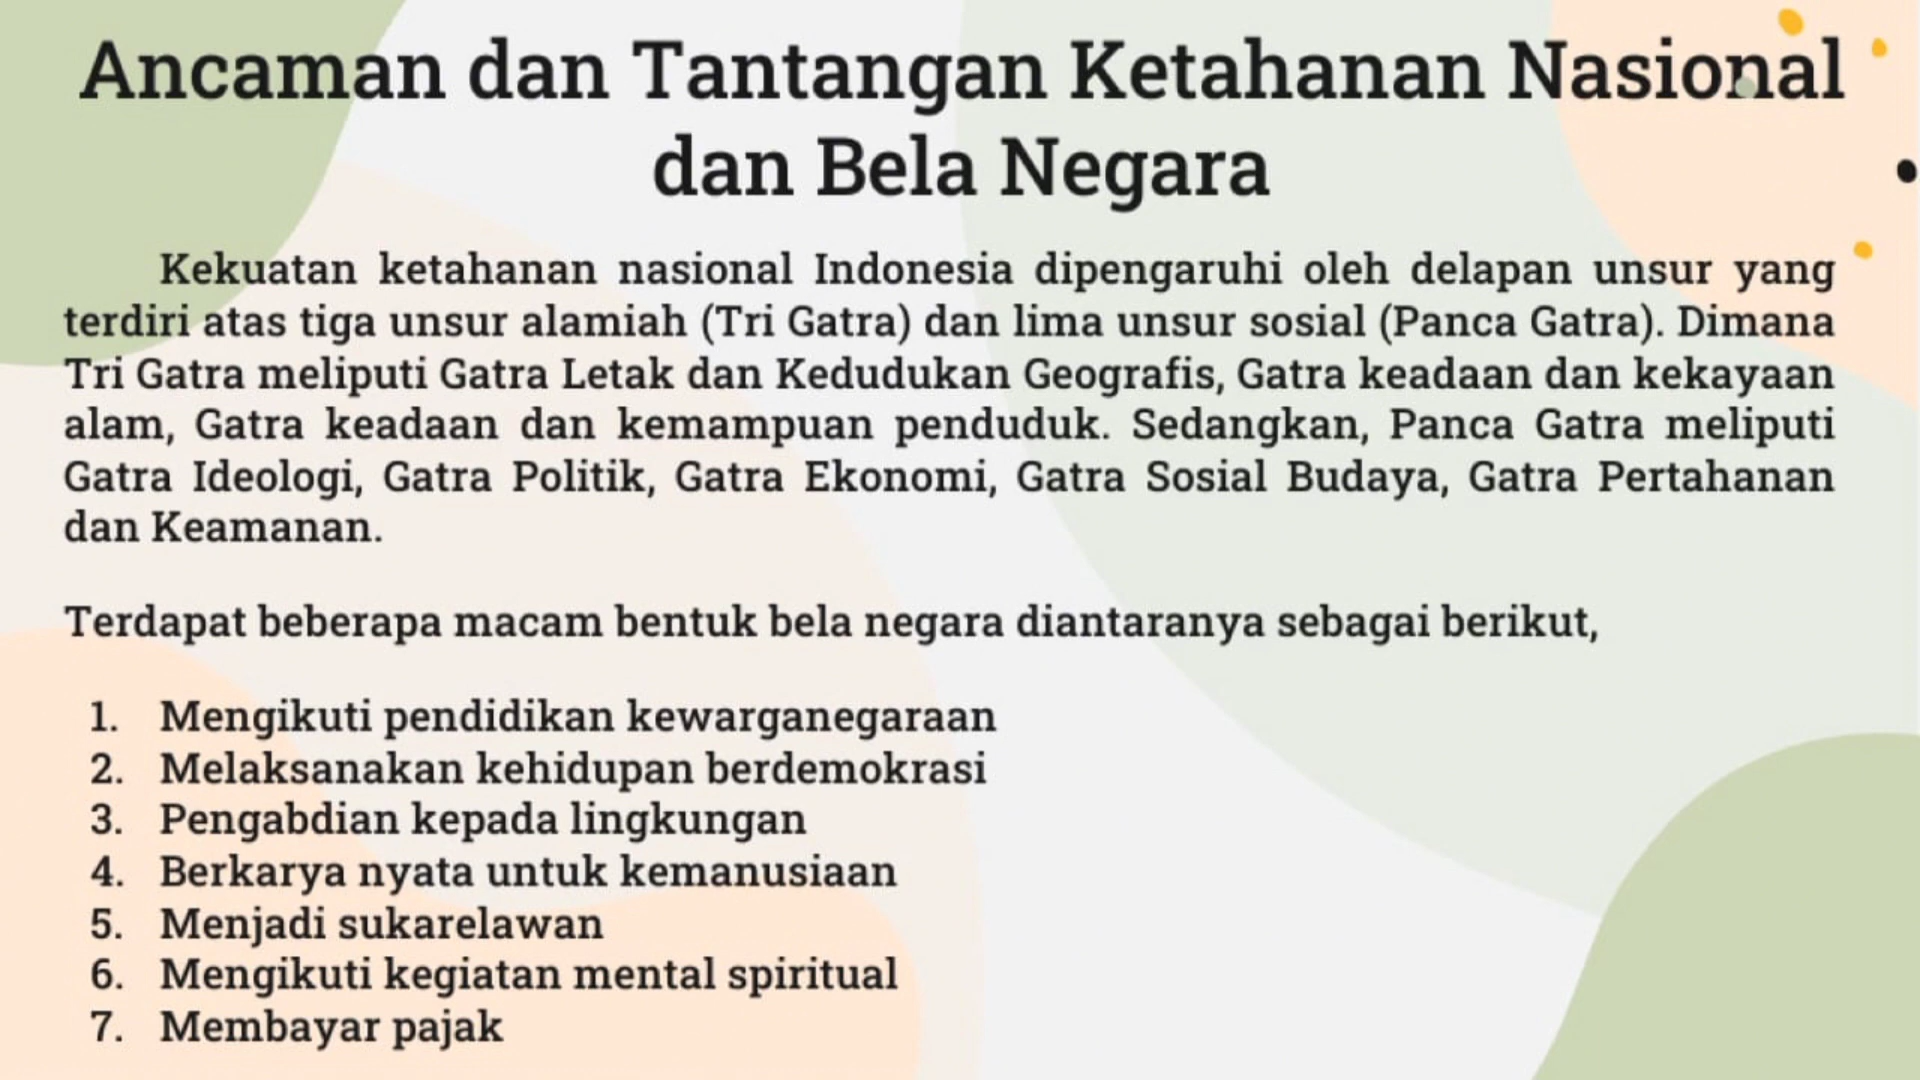 Ancaman dan Tantangan Ketahanan Nasional
dan Bela Negara
Kekuatan ketahanan nasional Indonesia dipengaruhi oleh delapan unsur yang
terdiri atas tiga unsur alamiah (Tri Gatra) dan lima unsur sosial (Panca Gatra). Dimana
Tri Gatra meliputi Gatra Letak dan Kedudukan Geografis, Gatra keadaan dan kekayaan
alam, Gatra keadaan dan kemampuan penduduk. Sedangkan, Panca Gatra meliputi
Gatra Ideologi, Gatra Politik, Gatra Ekonomi, Gatra Sosial Budaya, Gatra Pertahanan
dan Keamanan.
Terdapat beberapa macam bentuk bela negara diantaranya sebagai berikut,
1. Mengikuti pendidikan kewarganegaraan
2. Melaksanakan kehidupan berdemokrasi
3. Pengabdian kepada lingkungan
4. Berkarya nyata untuk kemanusiaan
5. Menjadi sukarelawan
6. Mengikuti kegiatan mental spiritual
7. Membayar pajak